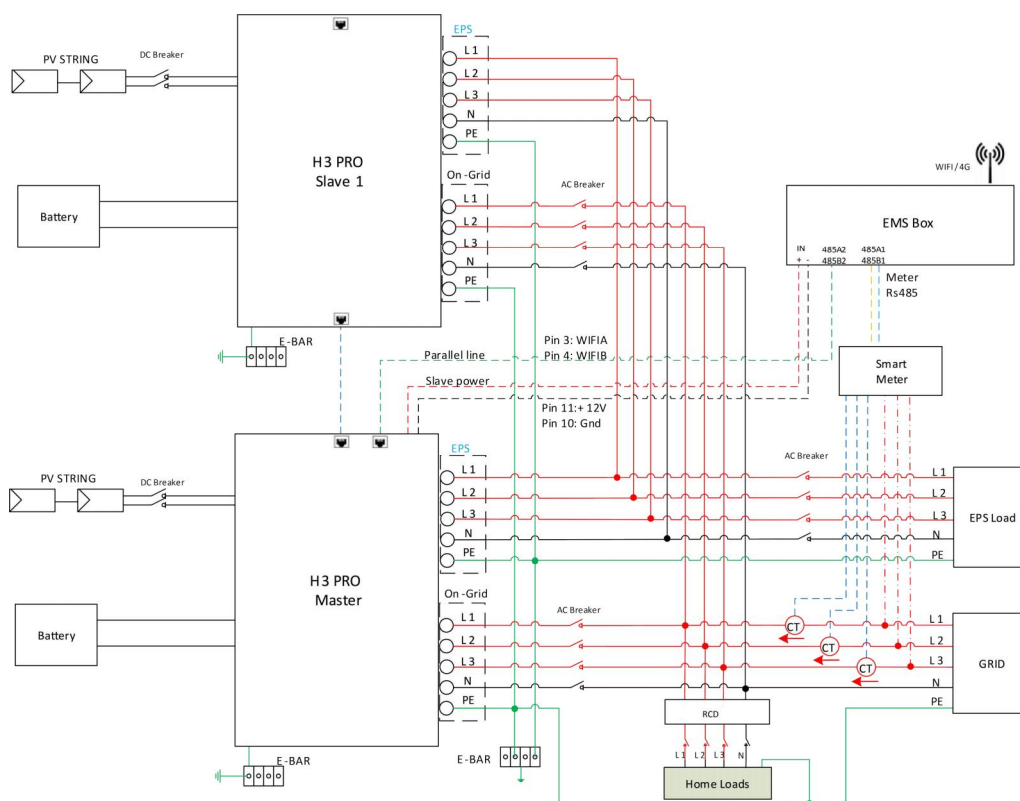 EPS
L 1
PV STRING
DC Breaker
L 2
L 3
N
PE
H3 PRO
Slave 1
WIFI / 4G
On -Grid
AC Breaker
L 1
Battery
L 2
EMS Box
L 3
IN
485A2
485A1
+ -
485B2
485B1
N
Meter
Rs485
PE
E-BAR
Pin 3: WIFIA
Parallel line
Pin 4: WIFIB
Smart
Meter
Slave power
Pin 11:+ 12V
Pin 10: Gnd
EPS
AC Breaker
PV STRING
DC Breaker
L 1
L 1
L 2
L 2
L 3
L 3
EPS Load
N
N
PE
PE
H3 PRO
Master
On -Grid
AC Breaker
L 1
CT
L 1
Battery
L 2
CT
L 2
L 3
CT
L 3
GRID
N
N
PE
PE
RCD
E -BAR
L 1
L 2
L 3
N
E -BAR
Home Loads